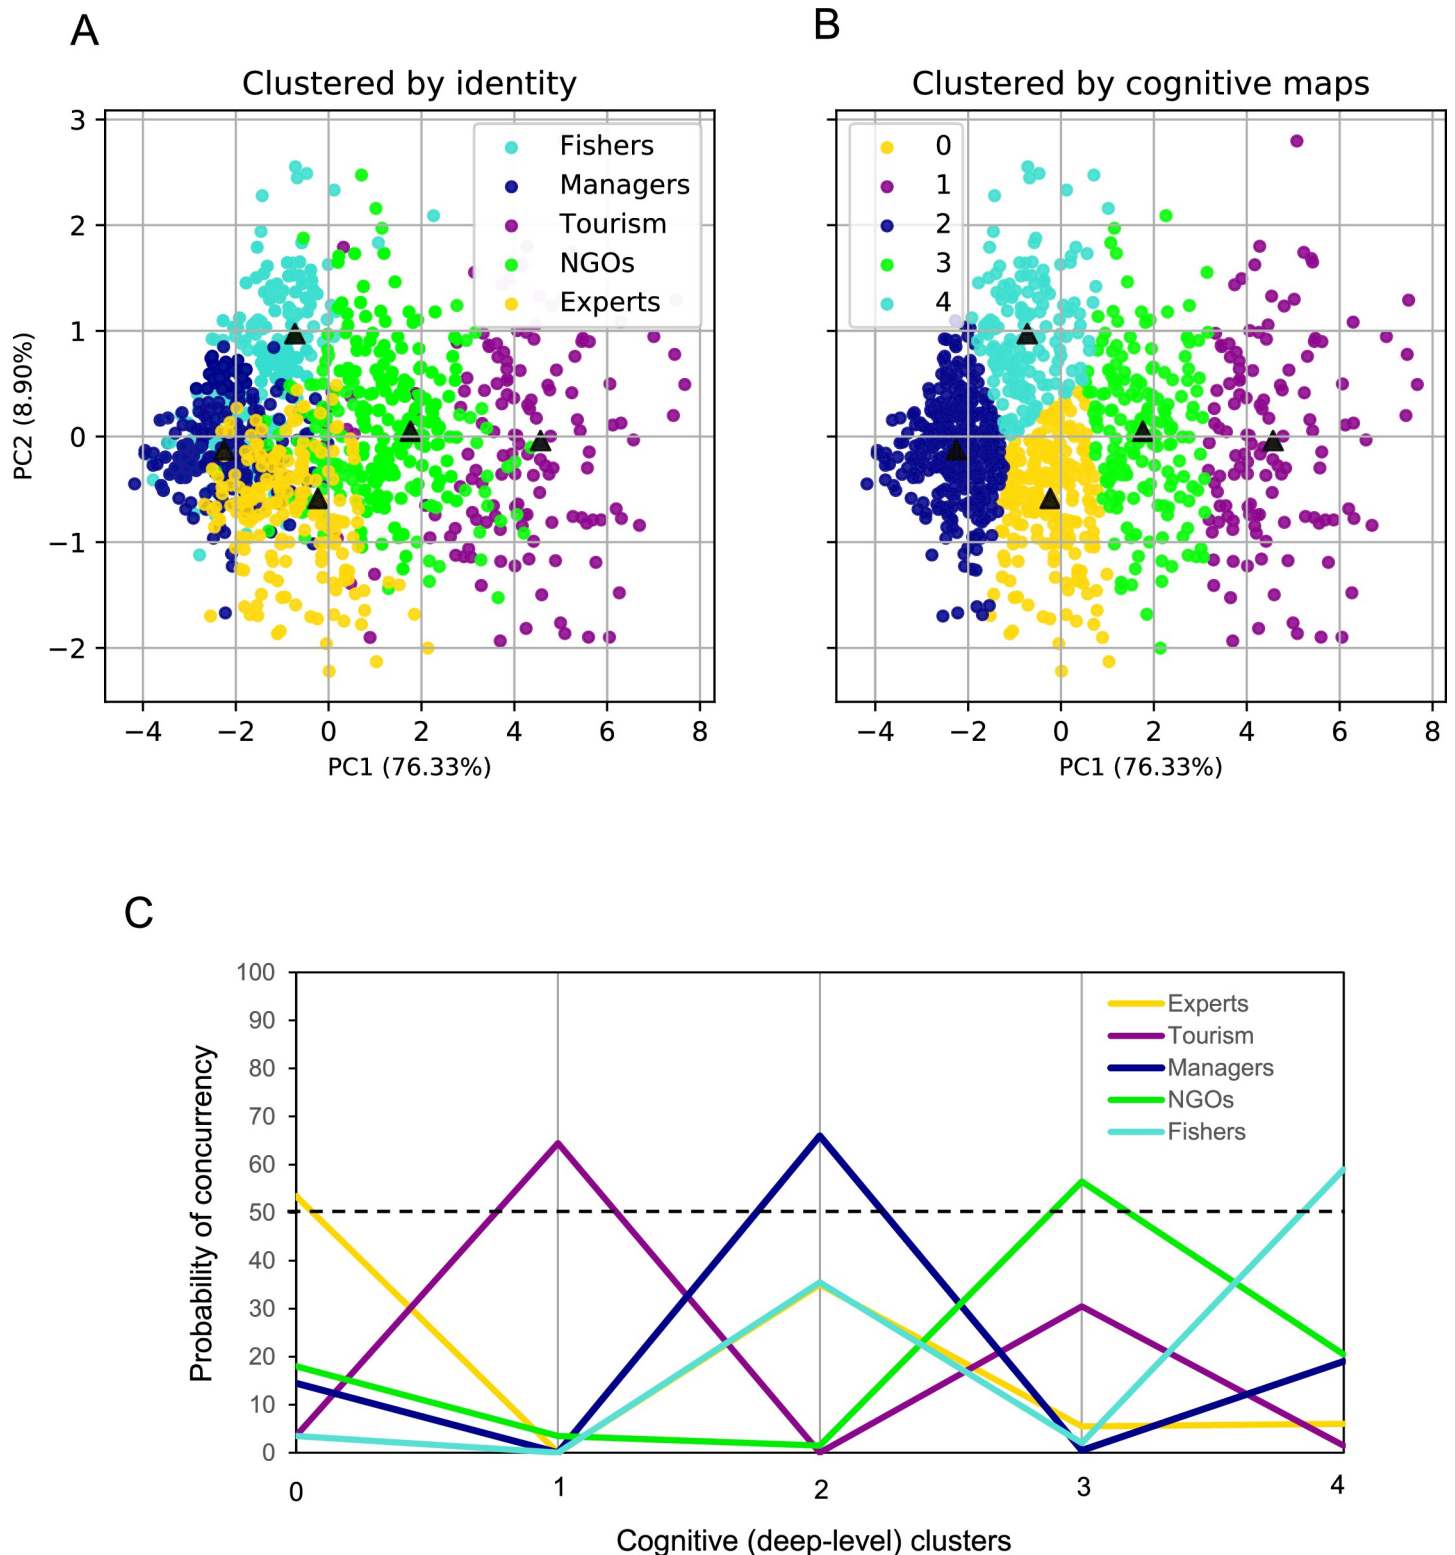 A
B
Clustered by identity
Clustered by cognitive maps
3
2
1
0
−1
−2
PC2 (8.90%)
Fishers
Managers
Tourism
NGOs
Experts
0
1
2
3
4
−4
−2
0
2
4
6
8
−4
−2
0
2
4
6
8
PC1 (76.33%)
PC1 (76.33%)
C
100
90
80
70
60
50
40
30
20
10
0
Probability of concurrency
Experts
Tourism
Managers
NGOs
Fishers
0
1
2
3
4
Cognitive (deep-level) clusters